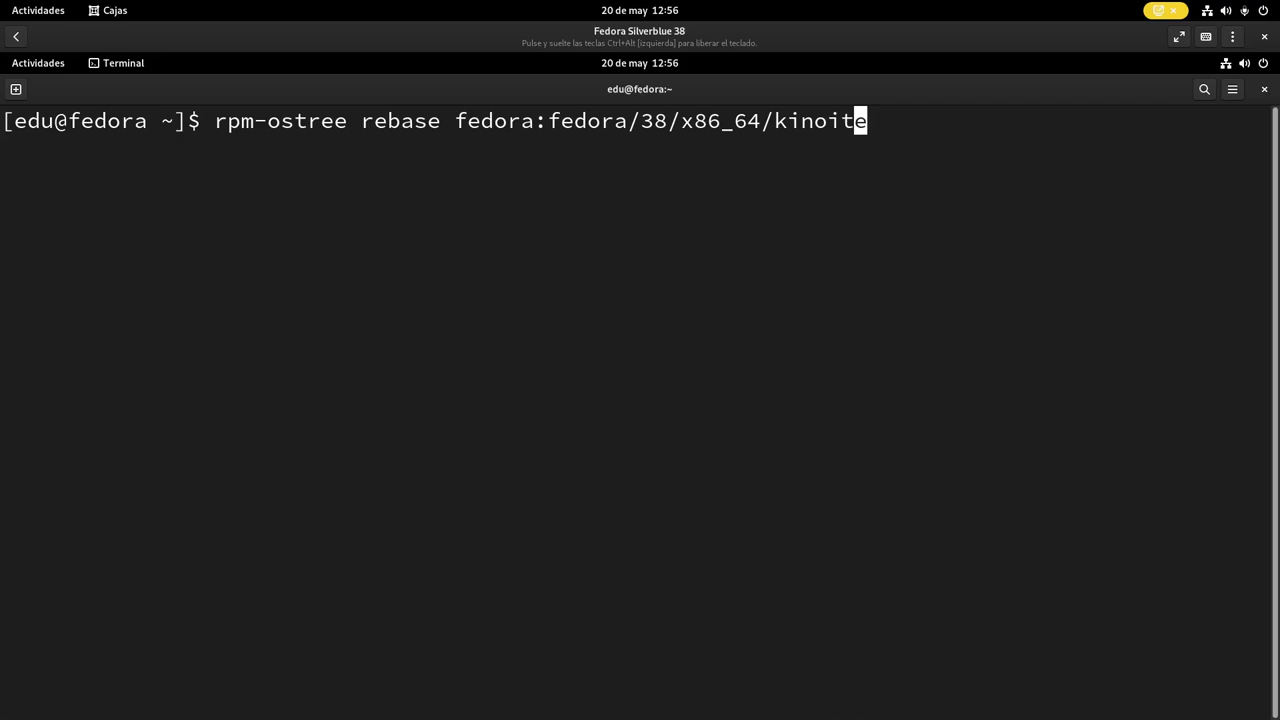 Actividades Cajas 20 de may 12:56
Fedora Silverblue 38
Pulse y suelte las teclas Ctrl+Alt [izquierda] para liberar el teclado.
Actividades Terminal 20 de may 12:56
edu@fedora:~
[edu@fedora ~]$ rpm-ostree rebase fedora:fedora/38/x86_64/kinoite